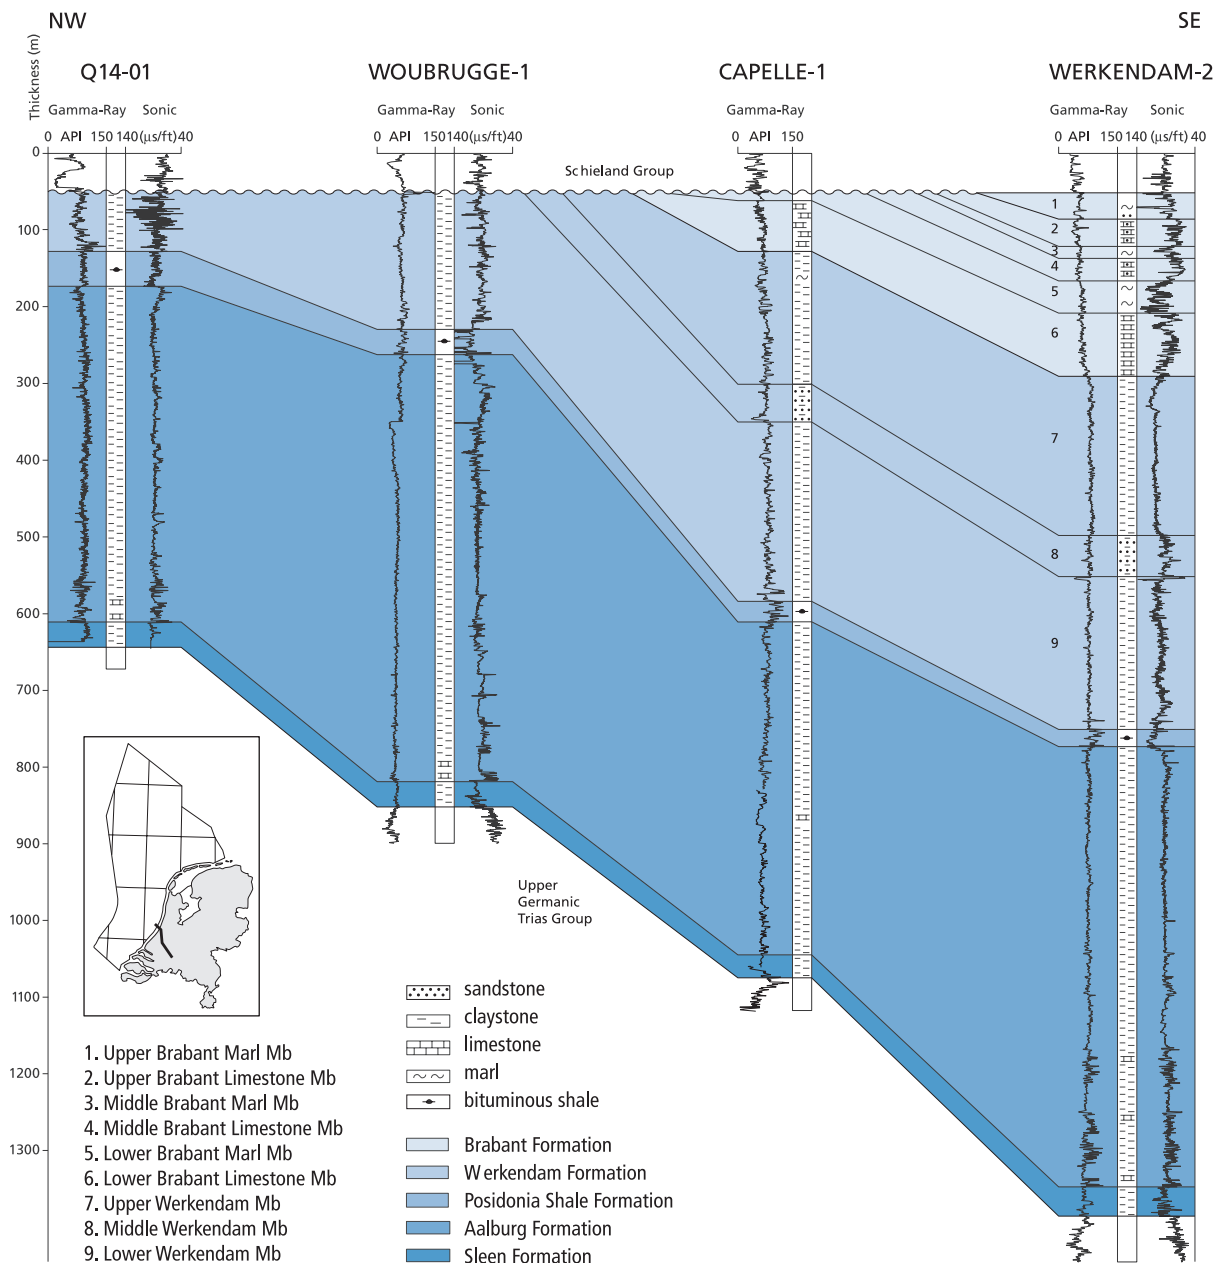 NW
SE
Thickness (m)
Q14-01
WOUBRUGGE-1
CAPELLE-1
WERKENDAM-2
Gamma-Ray Sonic
Gamma-Ray Sonic
Gamma-Ray
Gamma-Ray Sonic
0 API 150 140 (µs/ft) 40
0 API 150 140 (µs/ft) 40
0 API 150
0 API 150 140 (µs/ft) 40
0
100
200
300
400
500
600
700
800
900
1000
1100
1200
1300
Schieland Group
1
2
3
4
5
6
7
8
9
Upper
Germanic
Trias Group
1. Upper Brabant Marl Mb
2. Upper Brabant Limestone Mb
3. Middle Brabant Marl Mb
4. Middle Brabant Limestone Mb
5. Lower Brabant Marl Mb
6. Lower Brabant Limestone Mb
7. Upper Werkendam Mb
8. Middle Werkendam Mb
9. Lower Werkendam Mb
sandstone
claystone
limestone
marl
bituminous shale
Brabant Formation
Werkendam Formation
Posidonia Shale Formation
Aalburg Formation
Sleen Formation